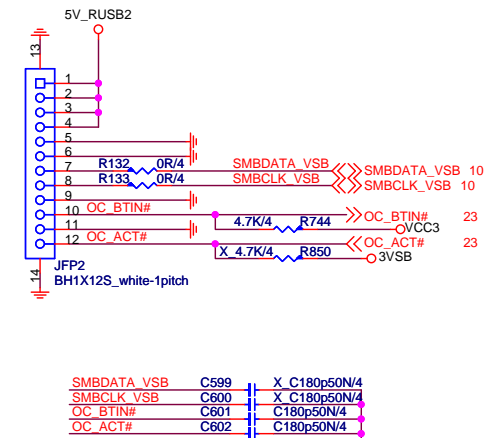 5V_RUSB2
13
1
2
3
4
5
6
R132 0R/4 SMBDATA_VSB SMBDATA_VSB 10
7
R133 0R/4 SMBCLK_VSB SMBCLK_VSB 10
8
9
10 OC_BTIN# OC_BTIN# 23
4.7K/4 R744 VCC3
11
12 OC_ACT# OC_ACT# 23
X_4.7K/4 R850 3VSB
14
JFP2
BH1X12S_white-1pitch
SMBDATA_VSB C599 X_C180p50N/4
SMBCLK_VSB C600 X_C180p50N/4
OC_BTIN# C601 C180p50N/4
OC_ACT# C602 C180p50N/4